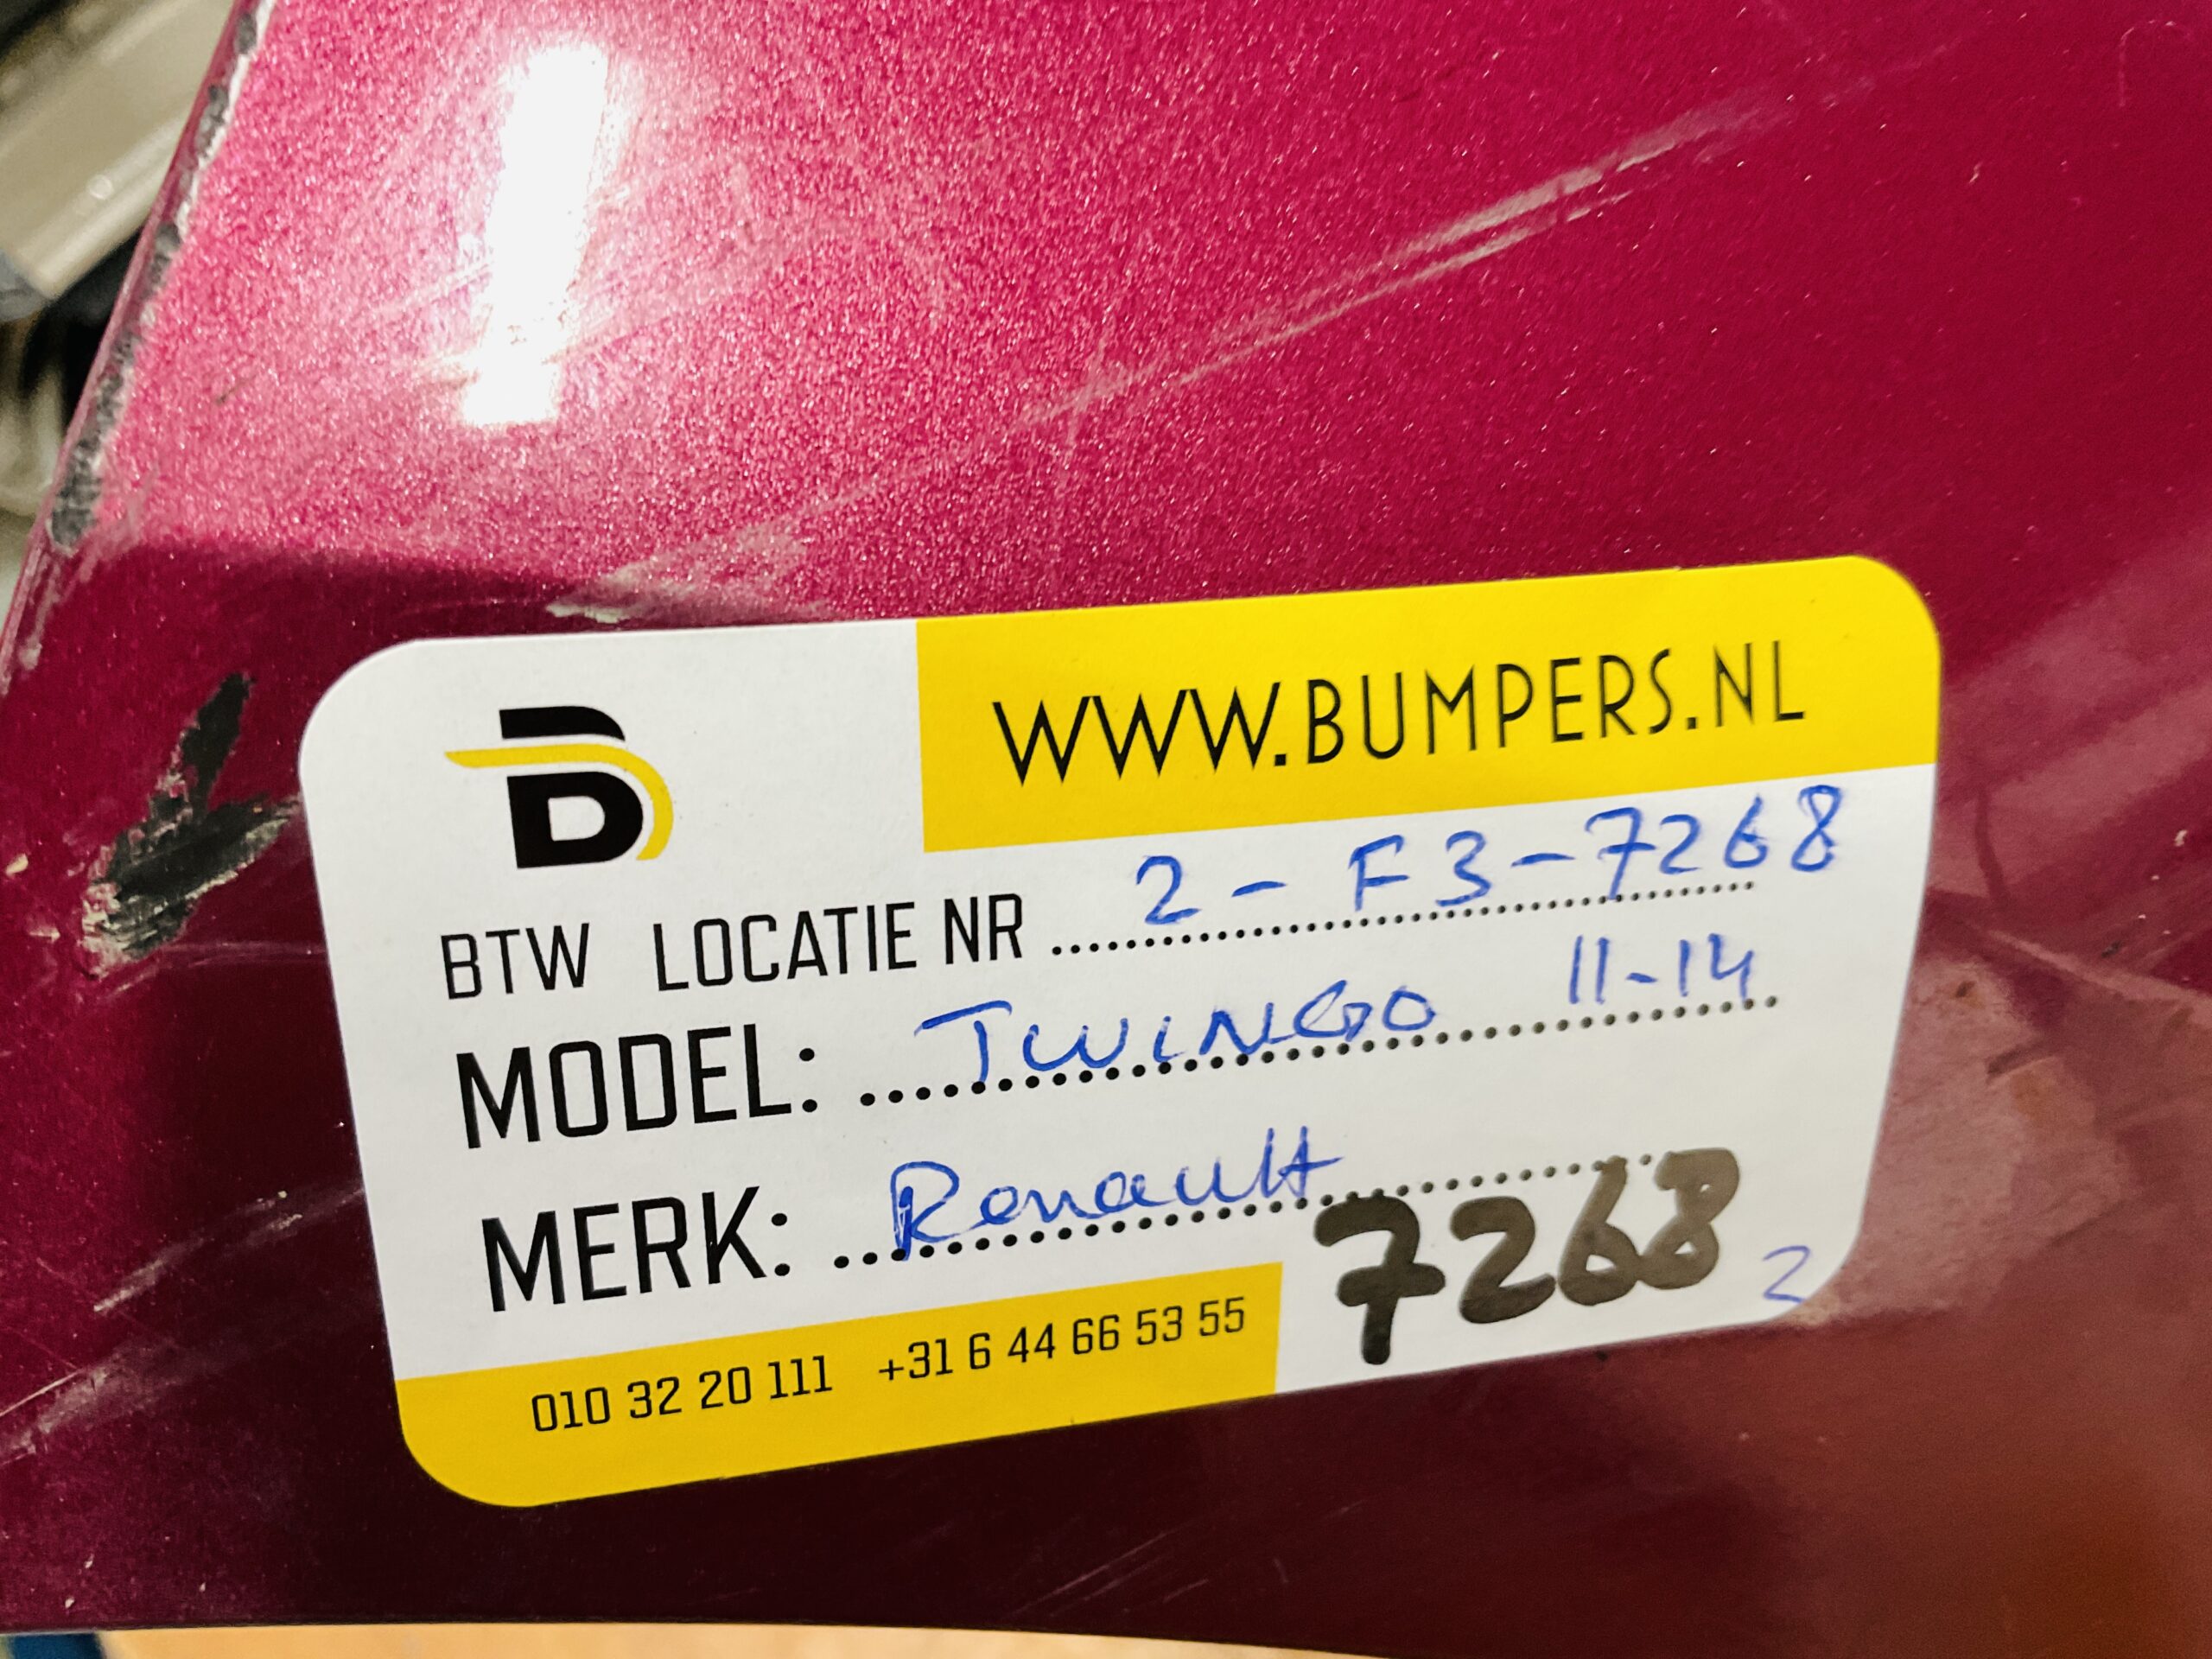 WWW.BUMPERS.NL
B
BTW LOCATIE NR 2 - F3 - 7268
MODEL: TWINGO 11-14
MERK: Renault
7268 2
010 32 20 111 +31 6 44 66 53 55